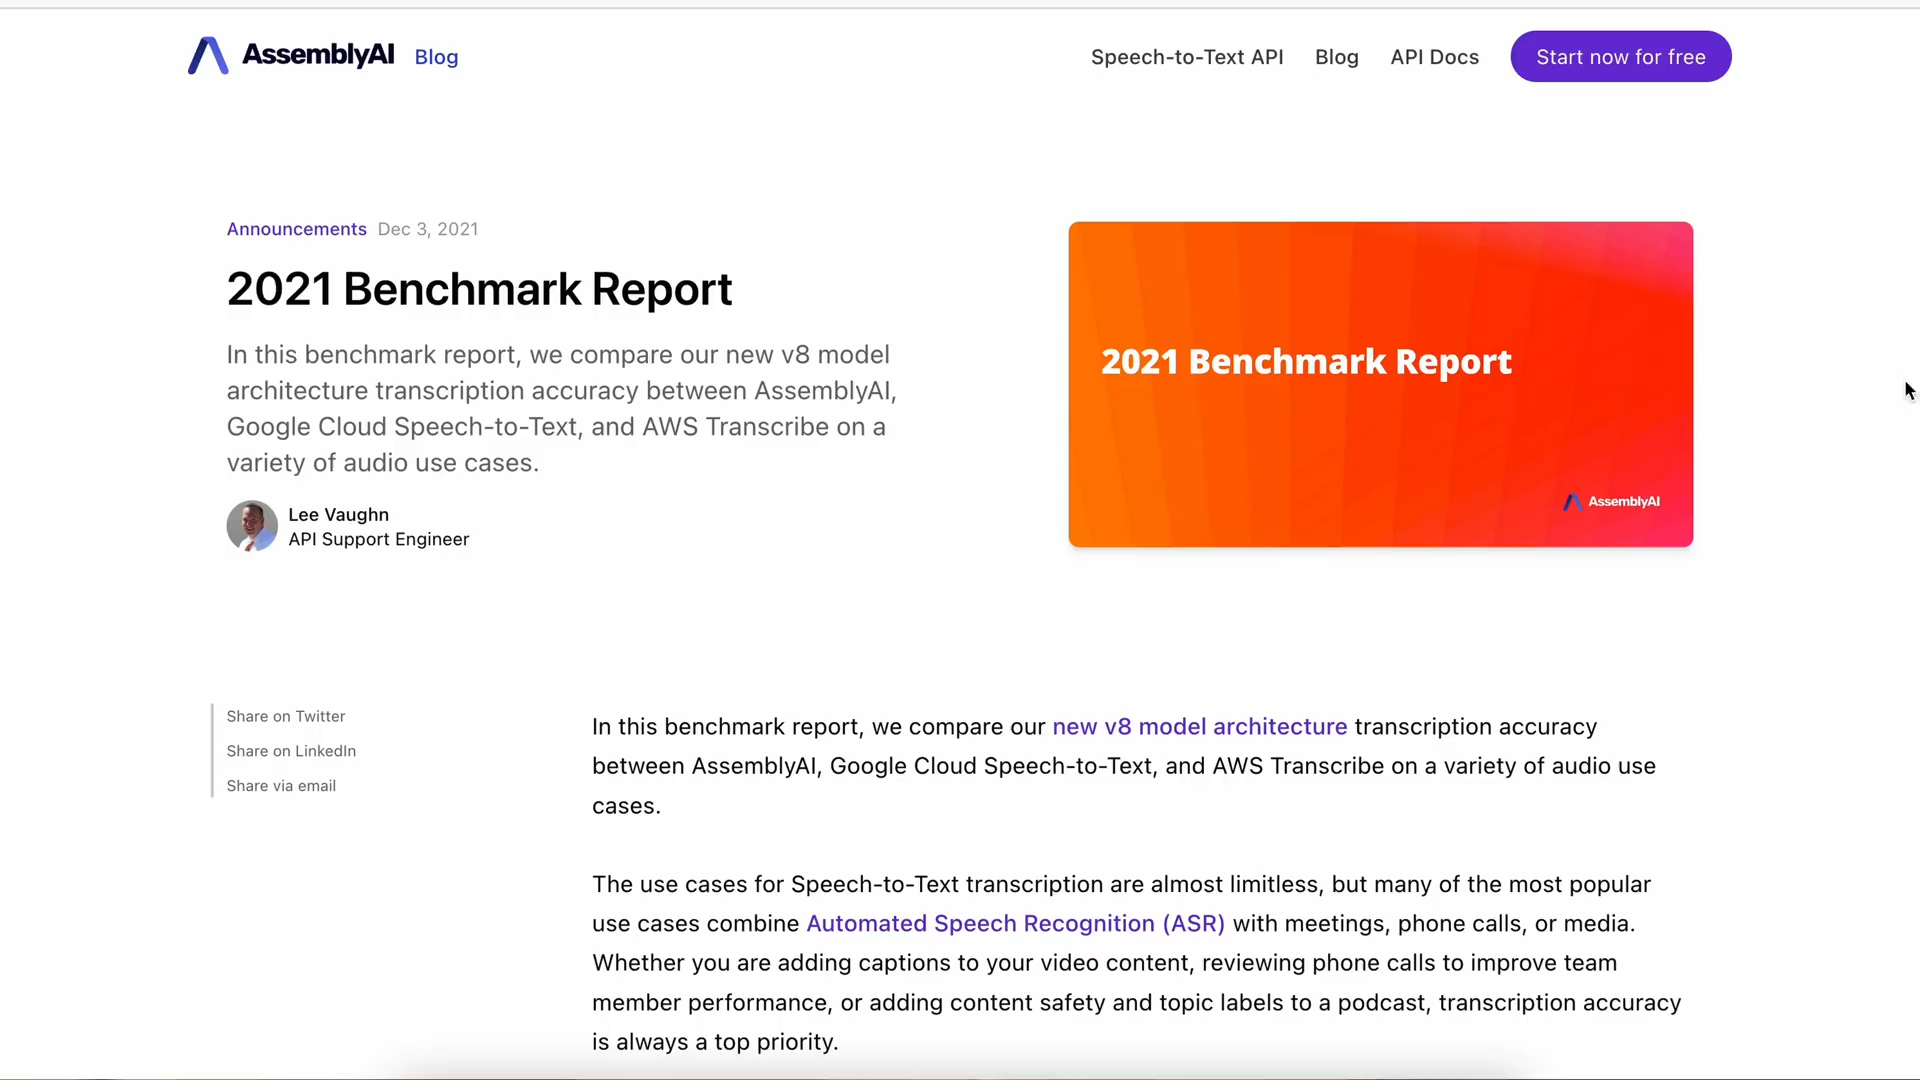 AssemblyAI Blog
Speech-to-Text API Blog API Docs Start now for free
Announcements Dec 3, 2021
2021 Benchmark Report
In this benchmark report, we compare our new v8 model
architecture transcription accuracy between AssemblyAI,
Google Cloud Speech-to-Text, and AWS Transcribe on a
variety of audio use cases.
Lee Vaughn
API Support Engineer
2021 Benchmark Report
AssemblyAI
Share on Twitter
Share on LinkedIn
Share via email
In this benchmark report, we compare our new v8 model architecture transcription accuracy
between AssemblyAI, Google Cloud Speech-to-Text, and AWS Transcribe on a variety of audio use
cases.
The use cases for Speech-to-Text transcription are almost limitless, but many of the most popular
use cases combine Automated Speech Recognition (ASR) with meetings, phone calls, or media.
Whether you are adding captions to your video content, reviewing phone calls to improve team
member performance, or adding content safety and topic labels to a podcast, transcription accuracy
is always a top priority.